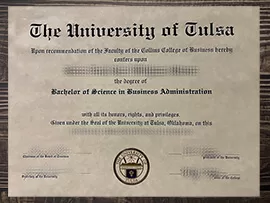 The University of Tulsa
Upon recommendation of the Faculty of the Collins College of Business hereby
confers upon
the degree of
Bachelor of Science in Business Administration
with all its honors, rights, and privileges
Given under the Seal of the University at Tulsa, Oklahoma, on this